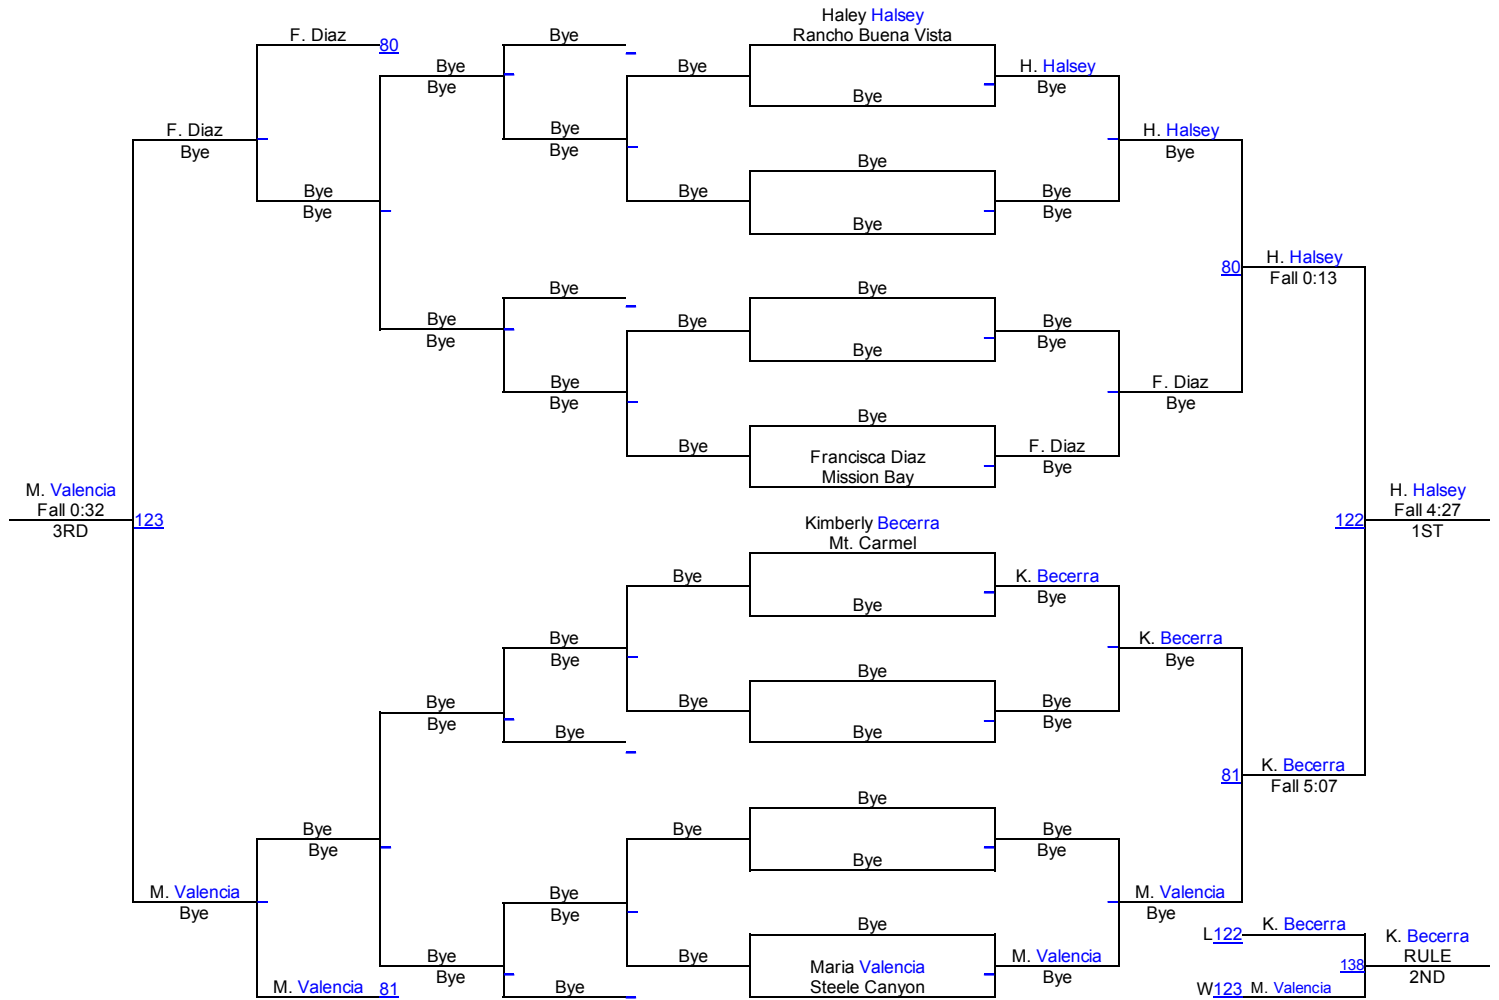 Haley Halsey
F. Diaz 80
Bye
Rancho Buena Vista
Bye
Bye
H. Halsey
Bye
Bye
Bye
F. Diaz
Bye
H. Halsey
Bye
Bye
Bye
Bye
Bye
Bye
Bye
Bye
Bye
Bye
Bye
H. Halsey
80
Fall 0:13
Bye
Bye
Bye
Bye
Bye
Bye
Bye
Bye
Bye
F. Diaz
Bye
Bye
Bye
Bye
F. Diaz
Francisca Diaz
Bye
Mission Bay
M. Valencia
Fall 0:32
123
3RD
H. Halsey
Fall 4:27
122
1ST
Kimberly Becerra
Mt. Carmel
Bye
K. Becerra
Bye
Bye
Bye
K. Becerra
Bye
Bye
Bye
Bye
Bye
Bye
Bye
Bye
Bye
Bye
Bye
K. Becerra
81
Fall 5:07
Bye
Bye
Bye
Bye
Bye
Bye
Bye
M. Valencia
Bye
Bye
Bye
M. Valencia
Bye
Bye
L122 K. Becerra
K. Becerra
RULE
138
2ND
Bye
Bye
Bye
Maria Valencia
M. Valencia
Bye
Steele Canyon
M. Valencia 81
Bye
W123 M. Valencia